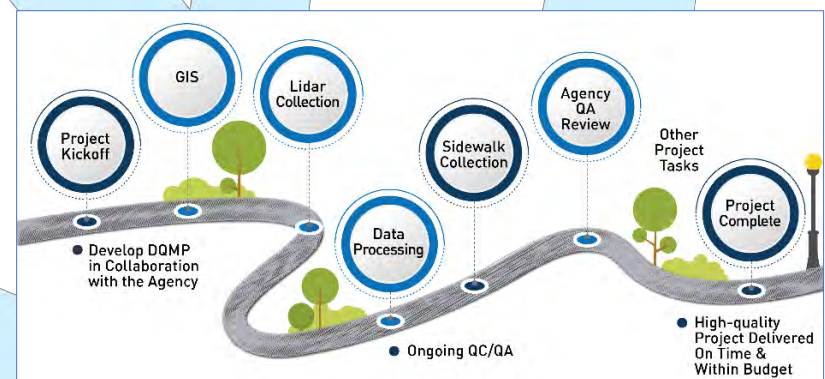 Project
Kickoff
GIS
Lidar
Collection
Data
Processing
Sidewalk
Collection
Agency
QA
Review
Other
Project
Tasks
Project
Complete
Develop DQMP
in Collaboration
with the Agency
Ongoing QC/QA
High-quality
Project Delivered
On Time &
Within Budget